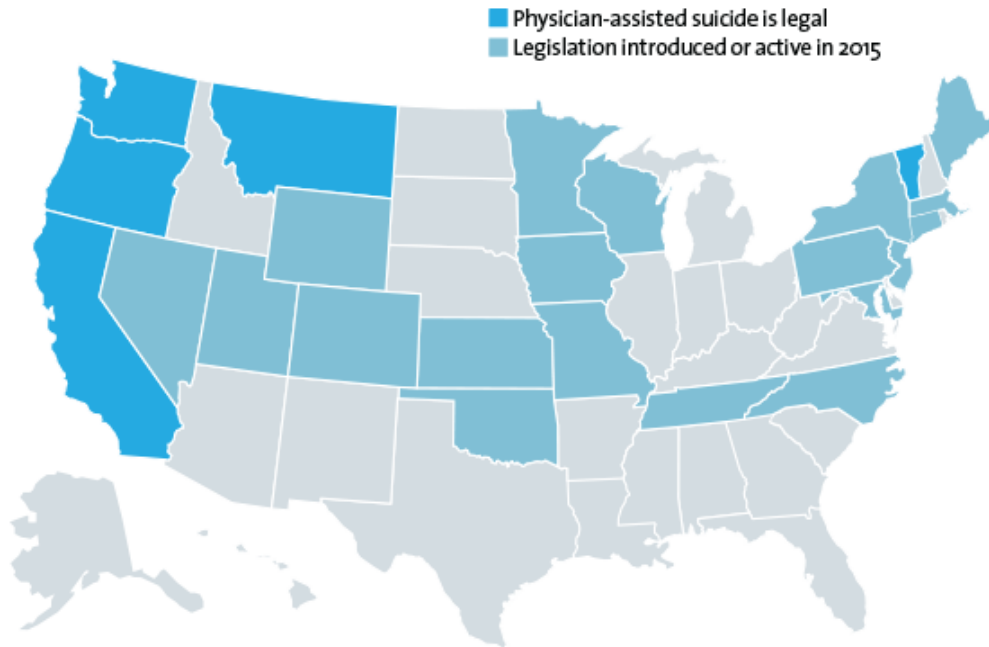 Physician-assisted suicide is legal
Legislation introduced or active in 2015